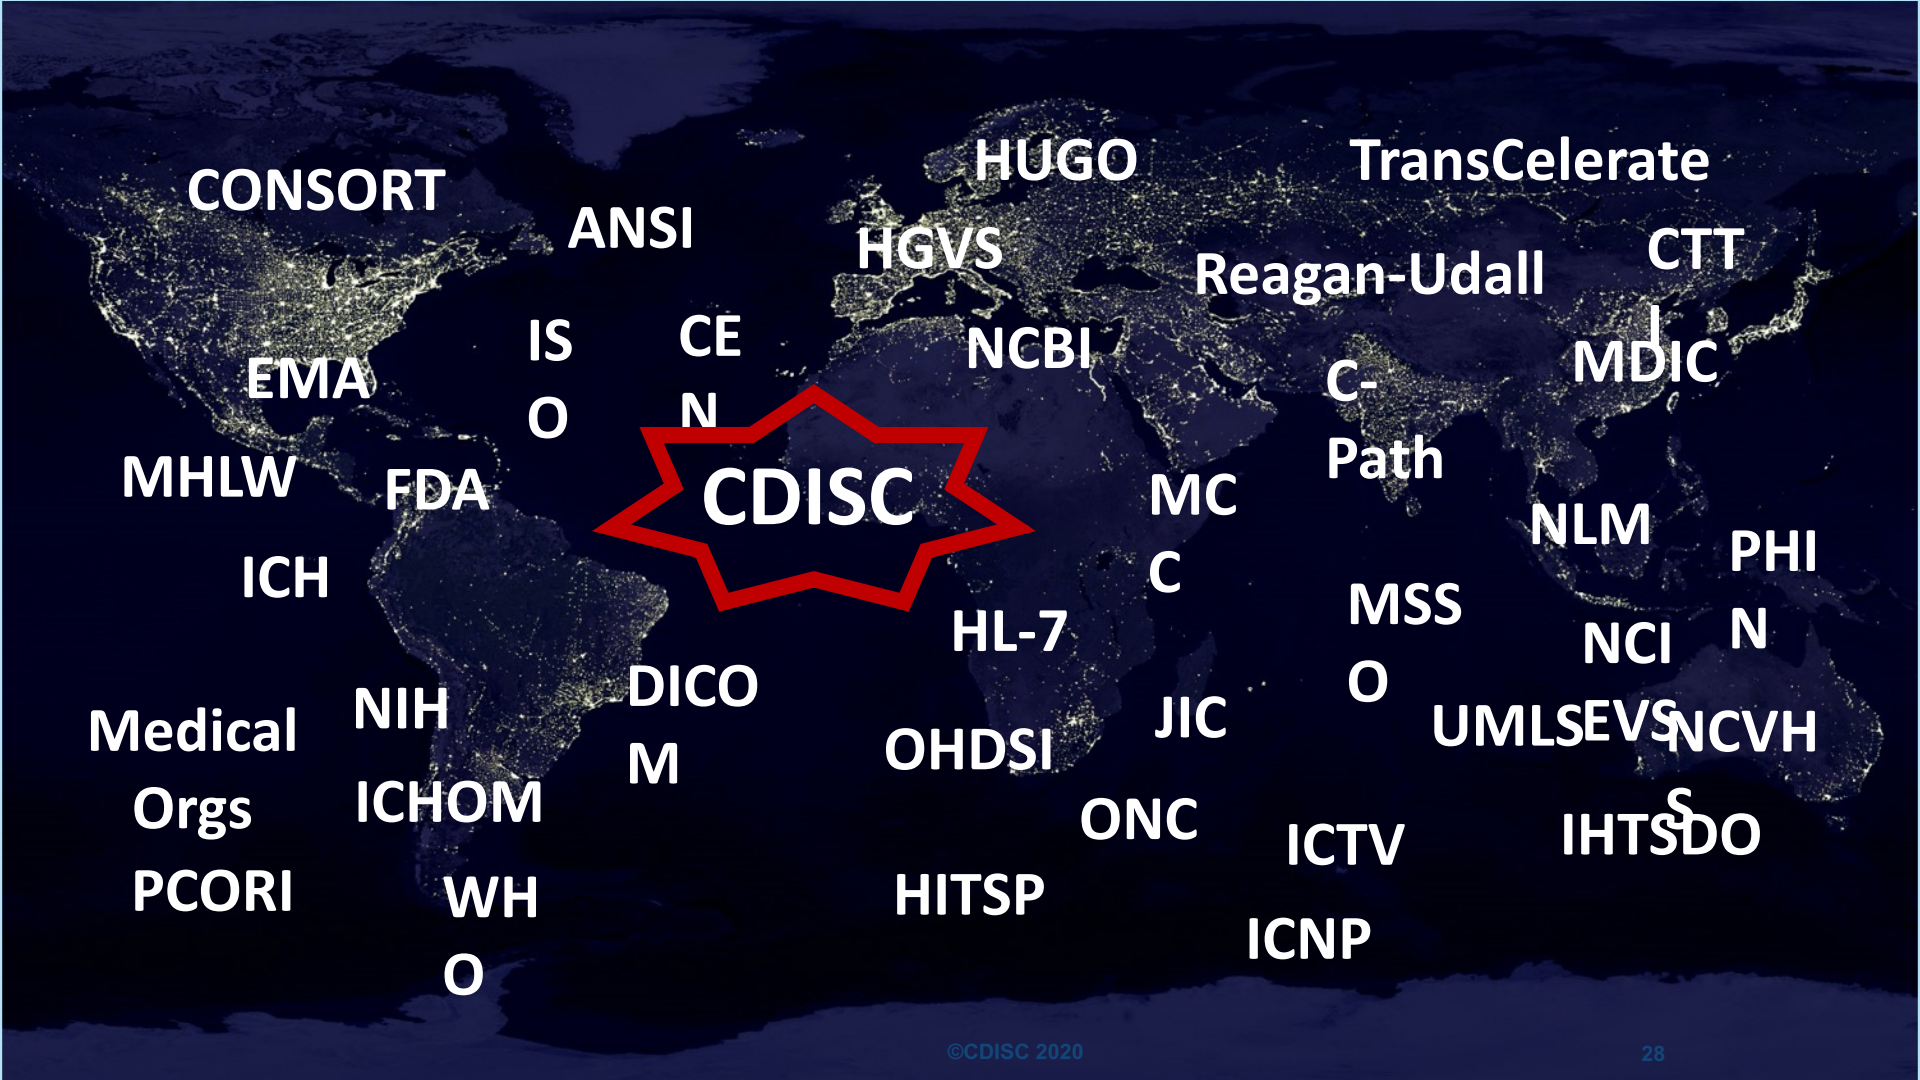 HUGO
TransCelerate
CONSORT
ANSI
HGVS
CTT
I
Reagan-Udall
IS
O
CE
N
NCBI
MDIC
EMA
C-
Path
MHLW
FDA
CDISC
MC
C
NLM
PHI
N
ICH
MSS
O
HL-7
NCI
EVS
DICO
M
NIH
Medical
Orgs
JIC
UMLS
NCVH
S
OHDSI
ICHOM
ONC
ICTV
IHTSDO
PCORI
WH
O
HITSP
ICNP
©CDISC 2020
28